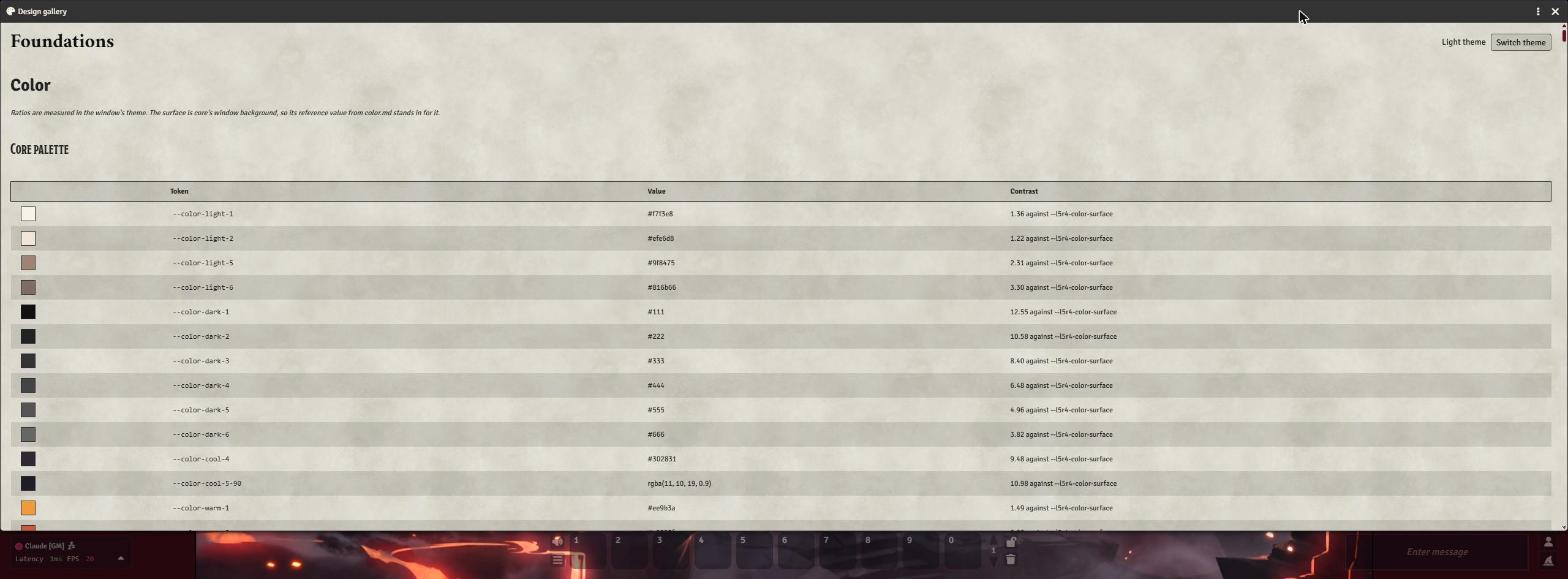 Design gallery
Foundations
Light theme Switch theme
Color
Ratios are measured in the window's theme. The surface is core's window background, so its reference value from color.md stands in for it.
Core palette
Token Value Contrast
--color-light-1 #f7f3e8 1.36 against --l5r4-color-surface
--color-light-2 #efe6d8 1.22 against --l5r4-color-surface
--color-light-5 #9f8475 2.31 against --l5r4-color-surface
--color-light-6 #816b66 3.30 against --l5r4-color-surface
--color-dark-1 #111 12.55 against --l5r4-color-surface
--color-dark-2 #222 10.58 against --l5r4-color-surface
--color-dark-3 #333 8.40 against --l5r4-color-surface
--color-dark-4 #444 6.48 against --l5r4-color-surface
--color-dark-5 #555 4.96 against --l5r4-color-surface
--color-dark-6 #666 3.82 against --l5r4-color-surface
--color-cool-4 #302831 9.48 against --l5r4-color-surface
--color-cool-5-90 rgba(11, 10, 19, 0.9) 10.98 against --l5r4-color-surface
--color-warm-1 #ee9b3a 1.49 against --l5r4-color-surface
Claude [GM]
Latency 3ms FPS 20
1 2 3 4 5 6 7 8 9 0
1
Enter message